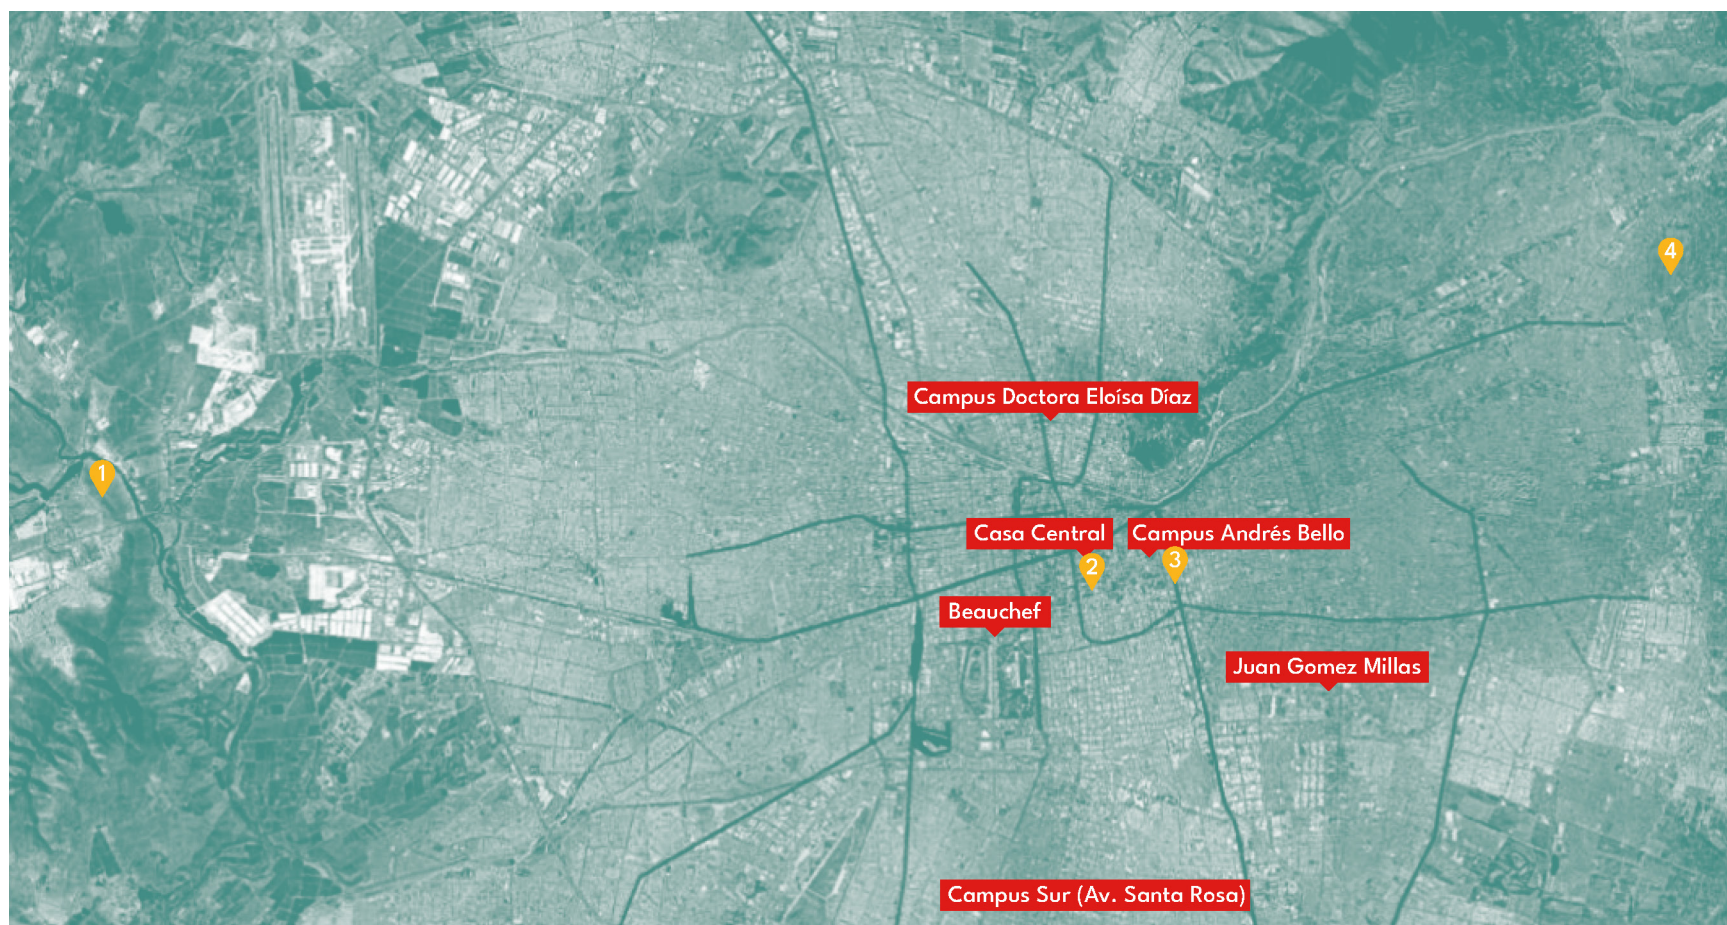 4
Campus Doctora Eloísa Díaz
1
Casa Central
Campus Andrés Bello
2
3
Beauchef
Juan Gomez Millas
Campus Sur (Av. Santa Rosa)